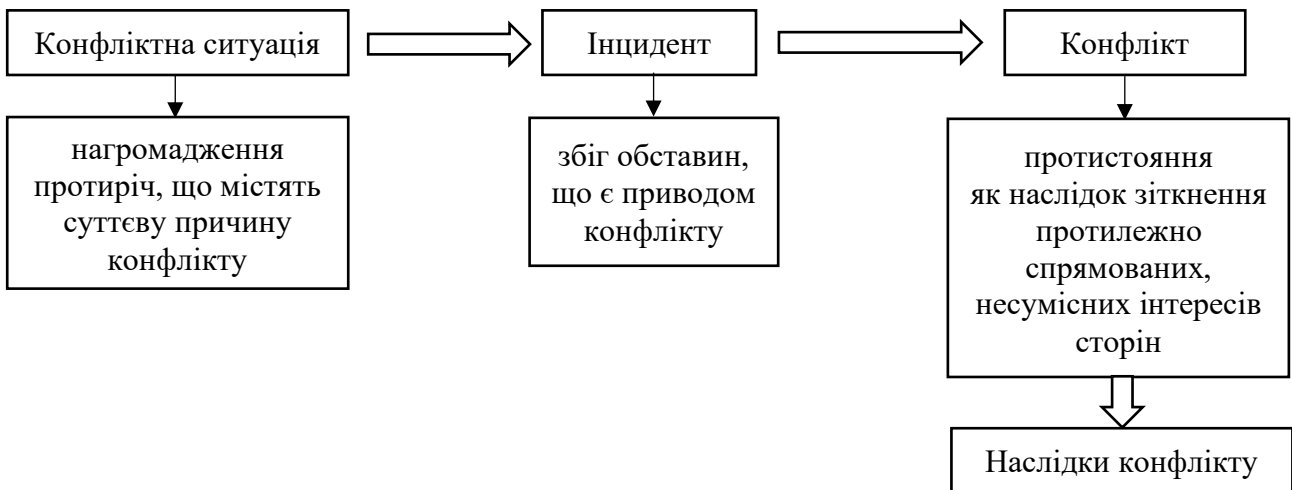 Конфліктна ситуація
Інцидент
Конфлікт
нагромадження
протиріч, що містять
суттєву причину
конфлікту
збіг обставин,
що є приводом
конфлікту
протистояння
як наслідок зіткнення
протилежно
спрямованих,
несумісних інтересів
сторін
Наслідки конфлікту